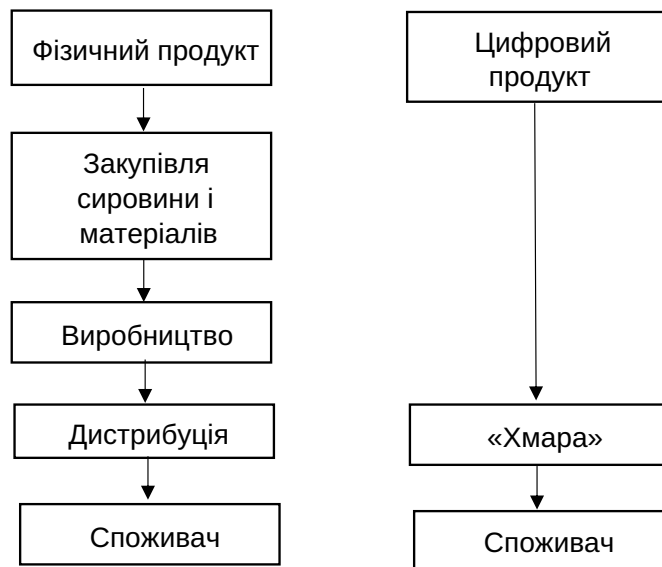 Фізичний продукт
Закупівля
сировини і
матеріалів
Виробництво
Дистрибуція
Споживач
Цифровий
продукт
«Хмара»
Споживач